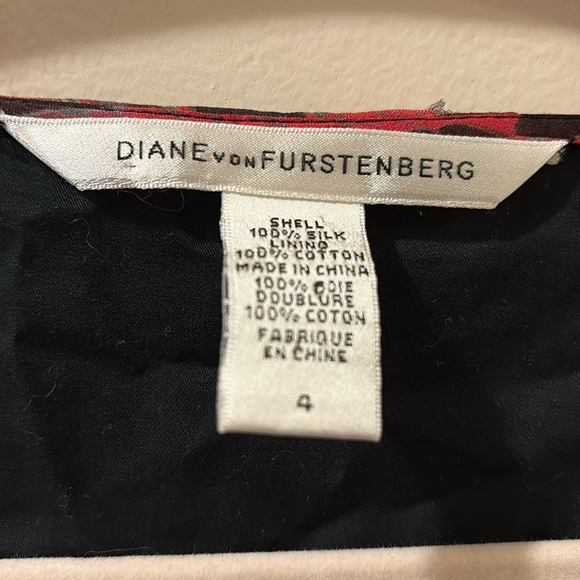 DIANE VON FURSTENBERG
SHELL
100% SILK
LINING
100% COTTON
MADE IN CHINA
100% SOIE
DOUBLURE
100% COTON
FABRIQUE
EN CHINE
4